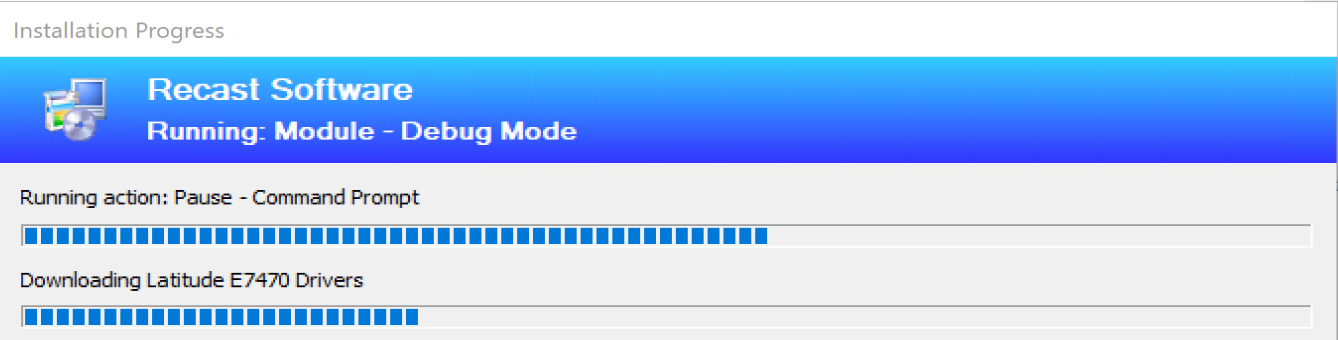 Installation Progress
Recast Software
Running: Module - Debug Mode
Running action: Pause - Command Prompt
Downloading Latitude E7470 Drivers